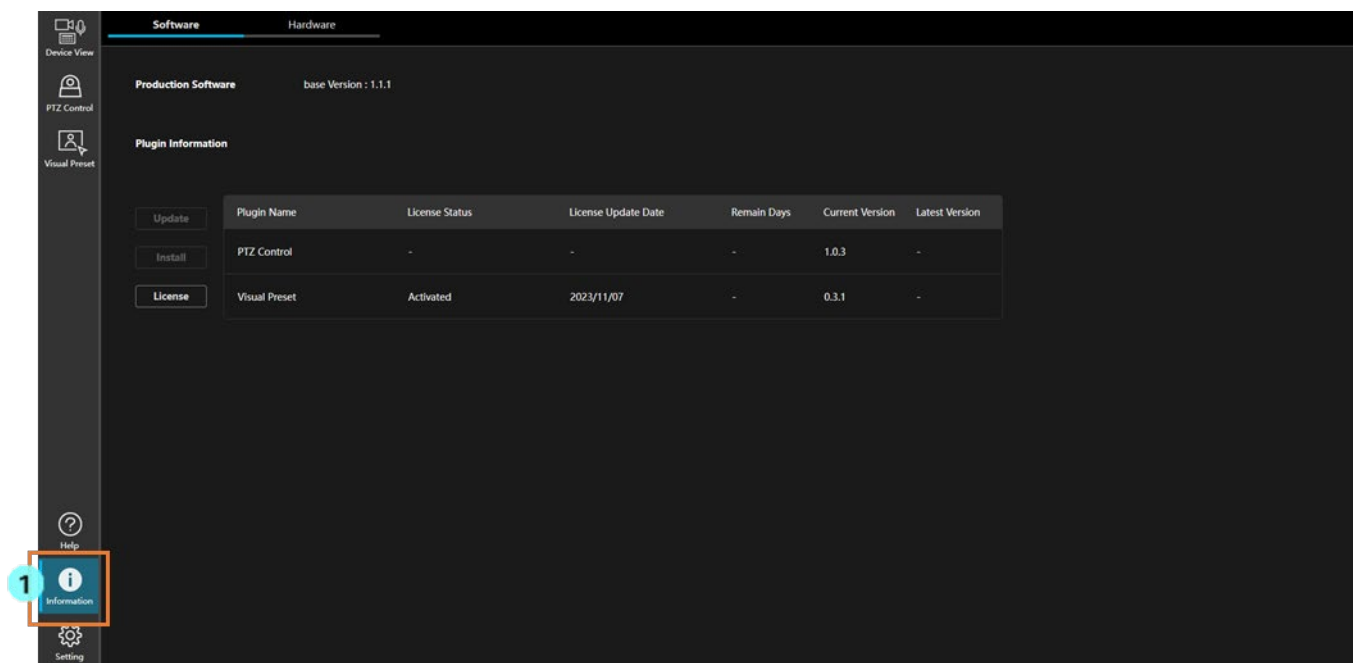 Software Hardware
Device View
Production Software base Version : 1.1.1
PTZ Control
Plugin Information
Visual Preset
Update
Install
License
Plugin Name License Status License Update Date Remain Days Current Version Latest Version
PTZ Control - - - 1.0.3 -
Visual Preset Activated 2023/11/07 - 0.3.1 -
Help
1
Information
Setting